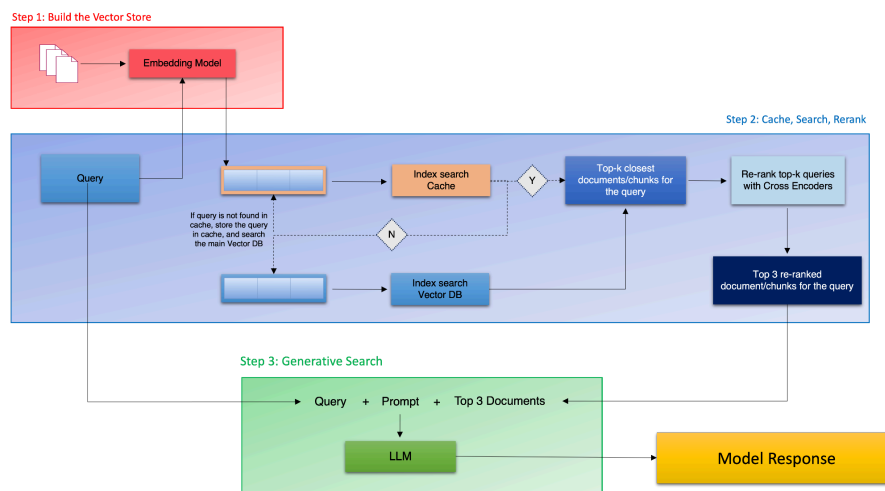 Step 1: Build the Vector Store
Embedding Model
Step 2: Cache, Search, Rerank
Query
Index search
Cache
Y
Top-k closest
documents/chunks for
the query
Re-rank top-k queries
with Cross Encoders
If query is not found in
cache, store the query
in cache, and search
the main Vector DB
N
Index search
Vector DB
Top 3 re-ranked
document/chunks for the query
Step 3: Generative Search
Query + Prompt + Top 3 Documents
LLM
Model Response